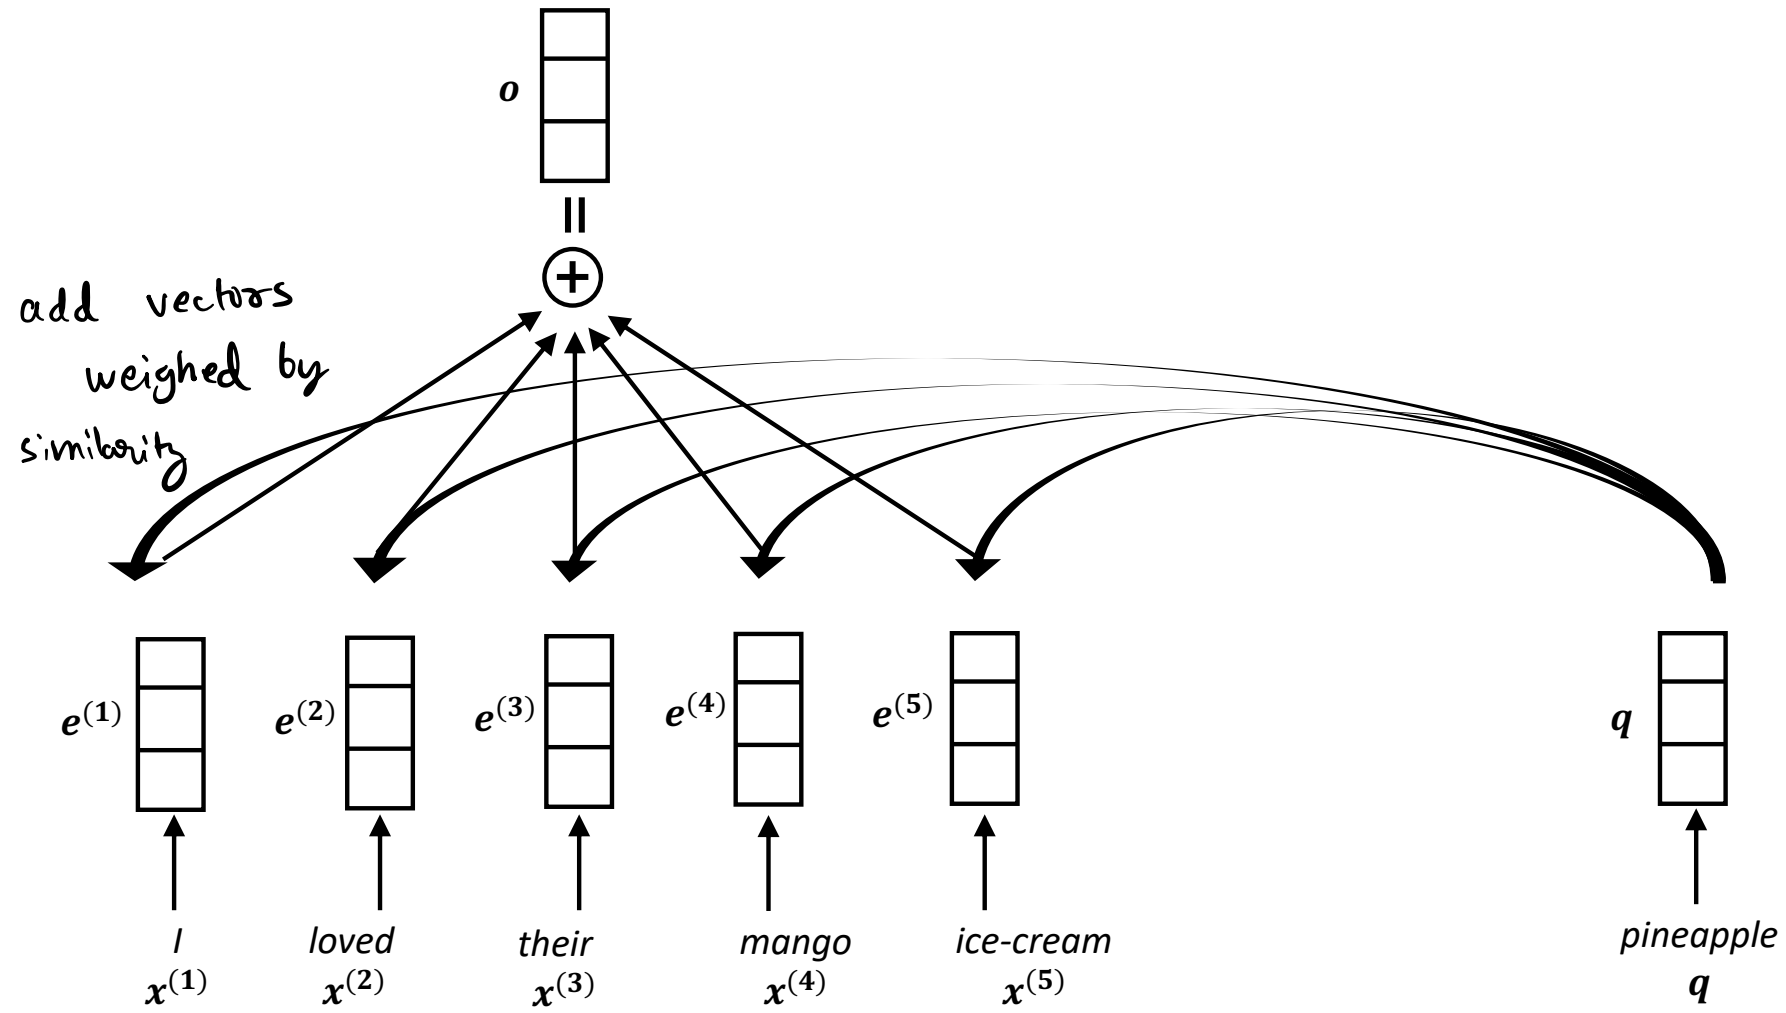 o
=
+
add vectors
weighed by
similarity
e^(1) e^(2) e^(3) e^(4) e^(5) q
I loved their mango ice-cream pineapple
x^(1) x^(2) x^(3) x^(4) x^(5) q